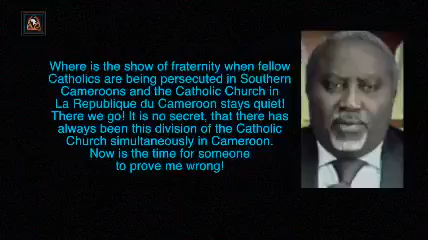 Where is the show of fraternity when fellow
Catholics are being persecuted in Southern
Cameroons and the Catholic Church in
La Republique du Cameroon stays quiet!
There we go! It is no secret, that there has
always been this division of the Catholic
Church simultaneously in Cameroon.
Now is the time for someone
to prove me wrong!